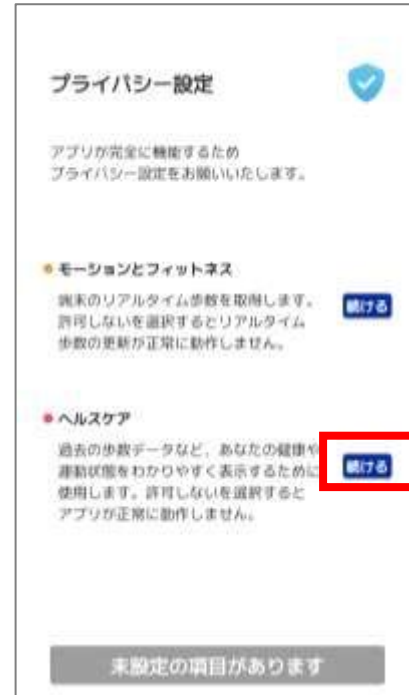 プライバシー設定
アプリが完全に機能するため
プライバシー設定をお願いいたします。
モーションとフィットネス
端末のリアルタイム歩数を取得します。
許可しないを選択するとリアルタイム
歩数の更新が正常に動作しません。
続ける
ヘルスケア
過去の歩数データなど、あなたの健康や
運動状態をわかりやすく表示するために
使用します。許可しないを選択すると
アプリが正常に動作しません。
続ける
未設定の項目があります